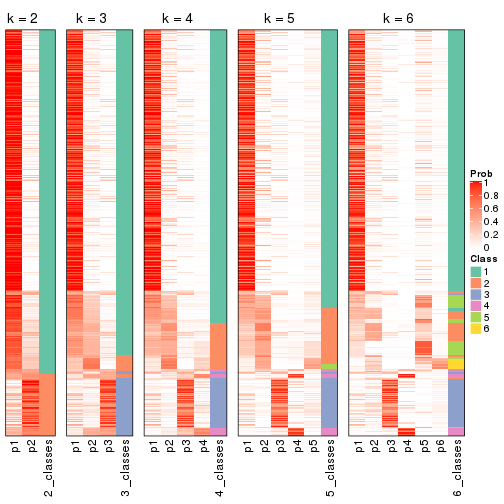 k = 2
k = 3
k = 4
k = 5
k = 6
p1
p2
2_classes
p1
p2
p3
3_classes
p1
p2
p3
p4
4_classes
p1
p2
p3
p4
p5
5_classes
p1
p2
p3
p4
p5
p6
6_classes
Prob
1
0.8
0.6
0.4
0.2
0
Class
1
2
3
4
5
6